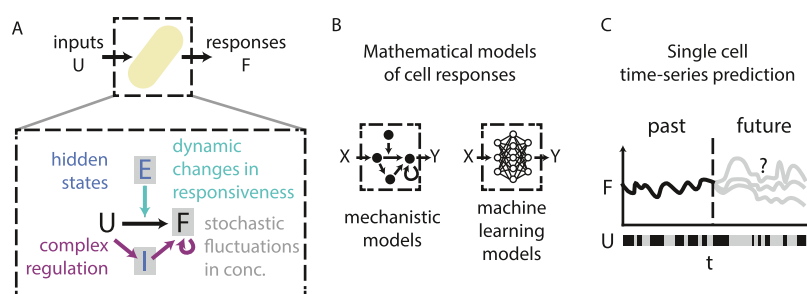 A
inputs
U
responses
F
hidden
states
E
dynamic
changes in
responsiveness
U
F
stochastic
fluctuations
in conc.
complex
regulation
I
B
Mathematical models
of cell responses
X
Y
X
Y
mechanistic
models
machine
learning
models
C
Single cell
time-series prediction
past
future
F
?
U
t